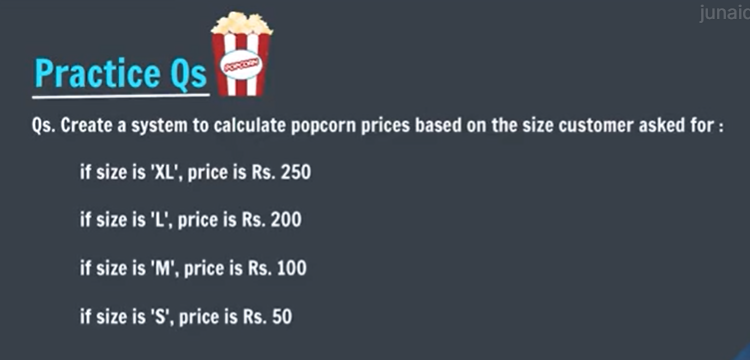 junaid
Practice Qs
POPCORN
Qs. Create a system to calculate popcorn prices based on the size customer asked for :
if size is 'XL', price is Rs. 250
if size is 'L', price is Rs. 200
if size is 'M', price is Rs. 100
if size is 'S', price is Rs. 50